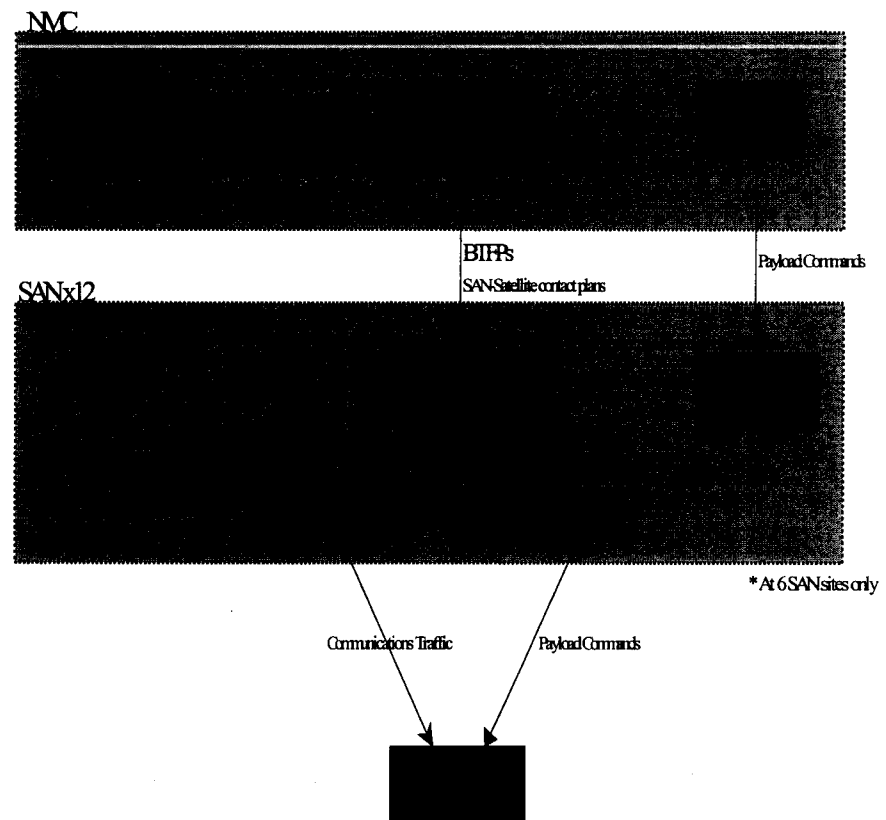 NMC
BTFPs
SAN-Satellite contact plans
Payload Commands
SANx12
* At 6 SAN sites only
Communications Traffic
Payload Commands